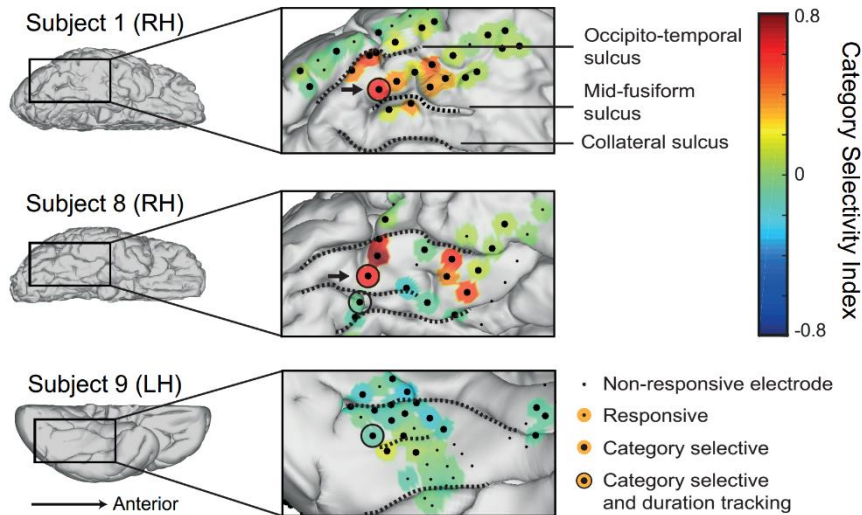 Subject 1 (RH)
Occipito-temporal
sulcus
Mid-fusiform
sulcus
Collateral sulcus
Subject 8 (RH)
Subject 9 (LH)
Anterior
0.8
0
-0.8
Category Selectivity Index
Non-responsive electrode
Responsive
Category selective
Category selective
and duration tracking